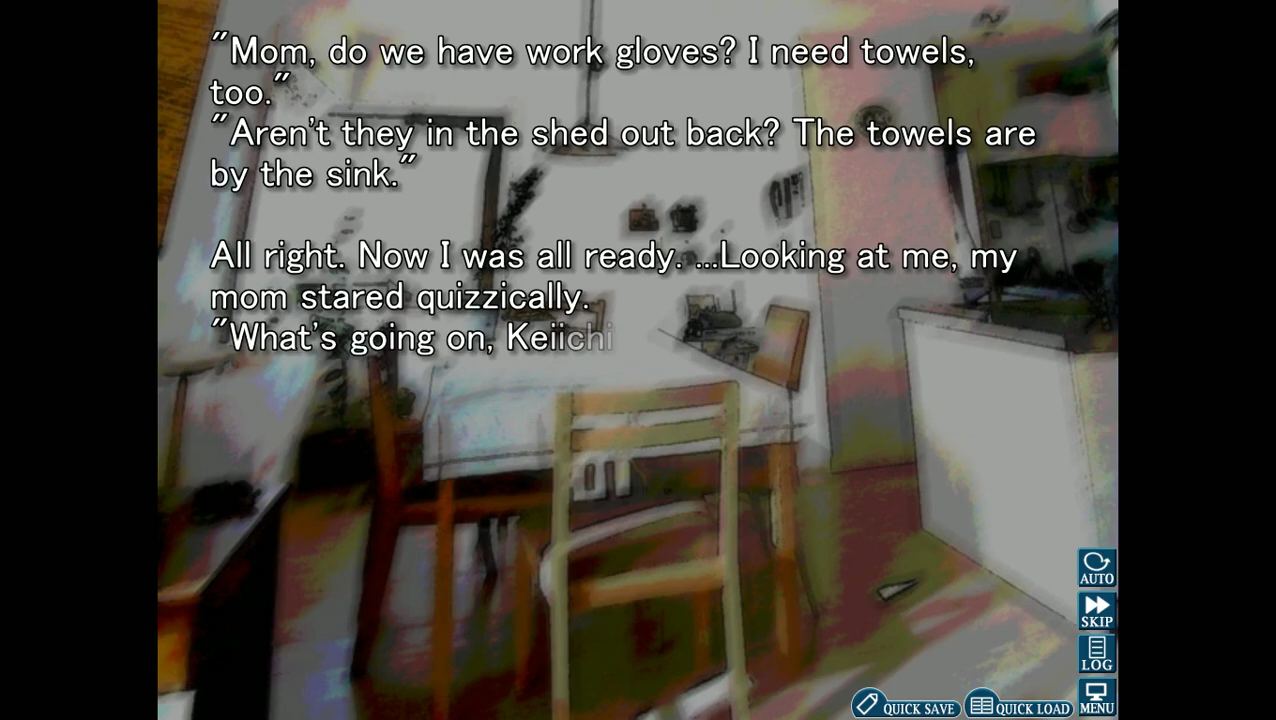 "Mom, do we have work gloves? I need towels,
too."
"Aren't they in the shed out back? The towels are
by the sink."
All right. Now I was all ready. ...Looking at me, my
mom stared quizzically.
"What's going on, Keiichi
AUTO
SKIP
LOG
MENU
QUICK SAVE QUICK LOAD